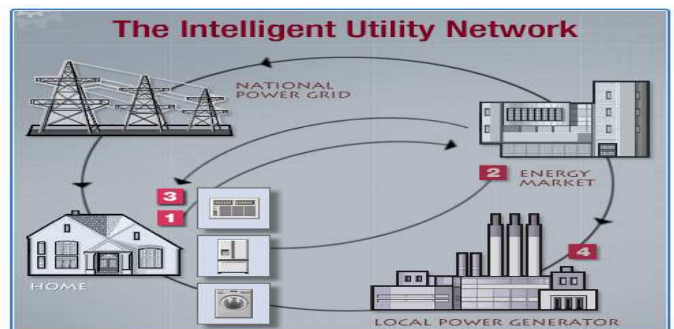 The Intelligent Utility Network
NATIONAL
POWER GRID
3
1
2
ENERGY
MARKET
4
HOME
LOCAL POWER GENERATOR